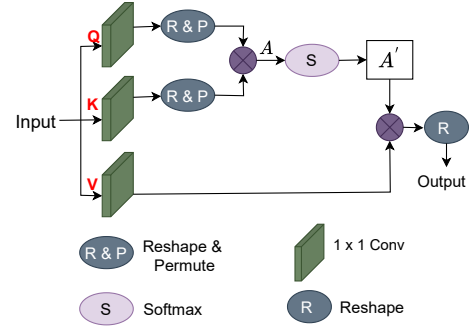 Q
R & P
A
S
A'
K
R & P
Input
R
V
Output
R & P
Reshape &
Permute
1 x 1 Conv
S
Softmax
R
Reshape